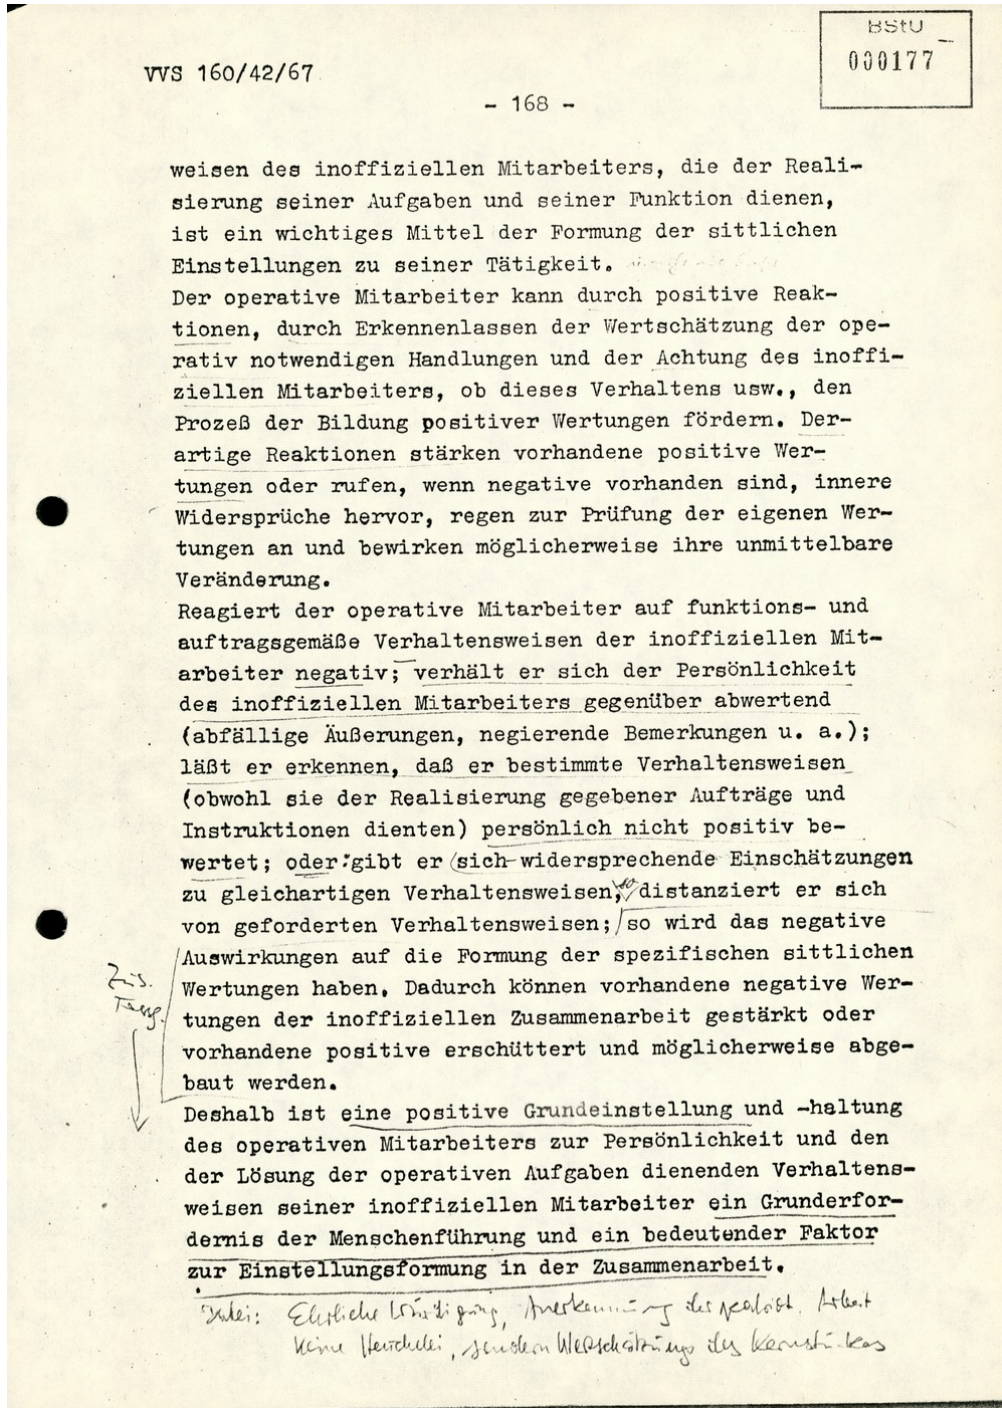 BStU
000177
VVS 160/42/67
- 168 -
weisen des inoffiziellen Mitarbeiters, die der Reali-
sierung seiner Aufgaben und seiner Funktion dienen,
ist ein wichtiges Mittel der Formung der sittlichen
Einstellungen zu seiner Tätigkeit.
Der operative Mitarbeiter kann durch positive Reak-
tionen, durch Erkennenlassen der Wertschätzung der ope-
rativ notwendigen Handlungen und der Achtung des inoffi-
ziellen Mitarbeiters, ob dieses Verhaltens usw., den
Prozeß der Bildung positiver Wertungen fördern. Der-
artige Reaktionen stärken vorhandene positive Wer-
tungen oder rufen, wenn negative vorhanden sind, innere
Widersprüche hervor, regen zur Prüfung der eigenen Wer-
tungen an und bewirken möglicherweise ihre unmittelbare
Veränderung.
Reagiert der operative Mitarbeiter auf funktions- und
auftragsgemäße Verhaltensweisen der inoffiziellen Mit-
arbeiter negativ; verhält er sich der Persönlichkeit
des inoffiziellen Mitarbeiters gegenüber abwertend
(abfällige Äußerungen, negierende Bemerkungen u. a.);
läßt er erkennen, daß er bestimmte Verhaltensweisen
(obwohl sie der Realisierung gegebener Aufträge und
Instruktionen dienten) persönlich nicht positiv be-
wertet; oder gibt er sich widersprechende Einschätzungen
zu gleichartigen Verhaltensweisen, so distanziert er sich
von geforderten Verhaltensweisen; so wird das negative
Auswirkungen auf die Formung der spezifischen sittlichen
Wertungen haben. Dadurch können vorhandene negative Wer-
tungen der inoffiziellen Zusammenarbeit gestärkt oder
vorhandene positive erschüttert und möglicherweise abge-
baut werden.
Deshalb ist eine positive Grundeinstellung und -haltung
des operativen Mitarbeiters zur Persönlichkeit und den
der Lösung der operativen Aufgaben dienenden Verhaltens-
weisen seiner inoffiziellen Mitarbeiter ein Grunderfor-
dernis der Menschenführung und ein bedeutender Faktor
zur Einstellungsformung in der Zusammenarbeit.
Dabei: Ehrliche Würdigung, Anerkennung der geleist. Arbeit
keine Heuchelei, sondern Wertschätzung des